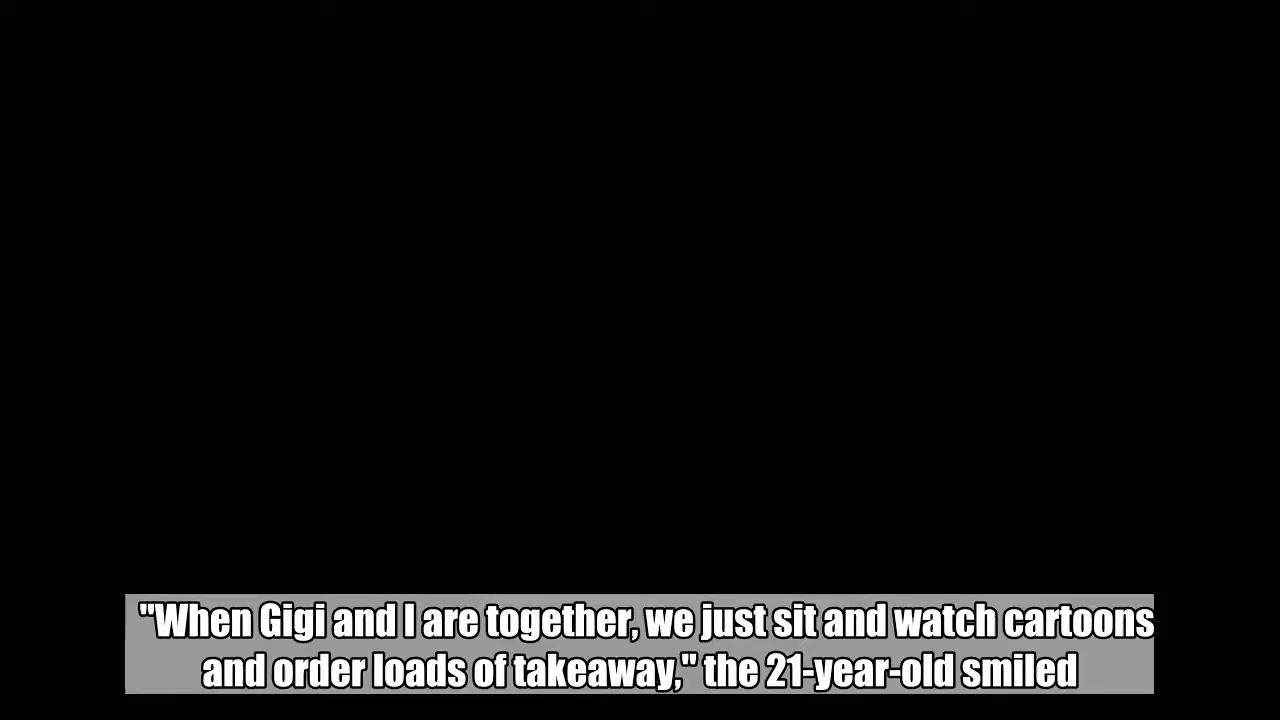 "When Gigi and I are together, we just sit and watch cartoons
and order loads of takeaway," the 21-year-old smiled